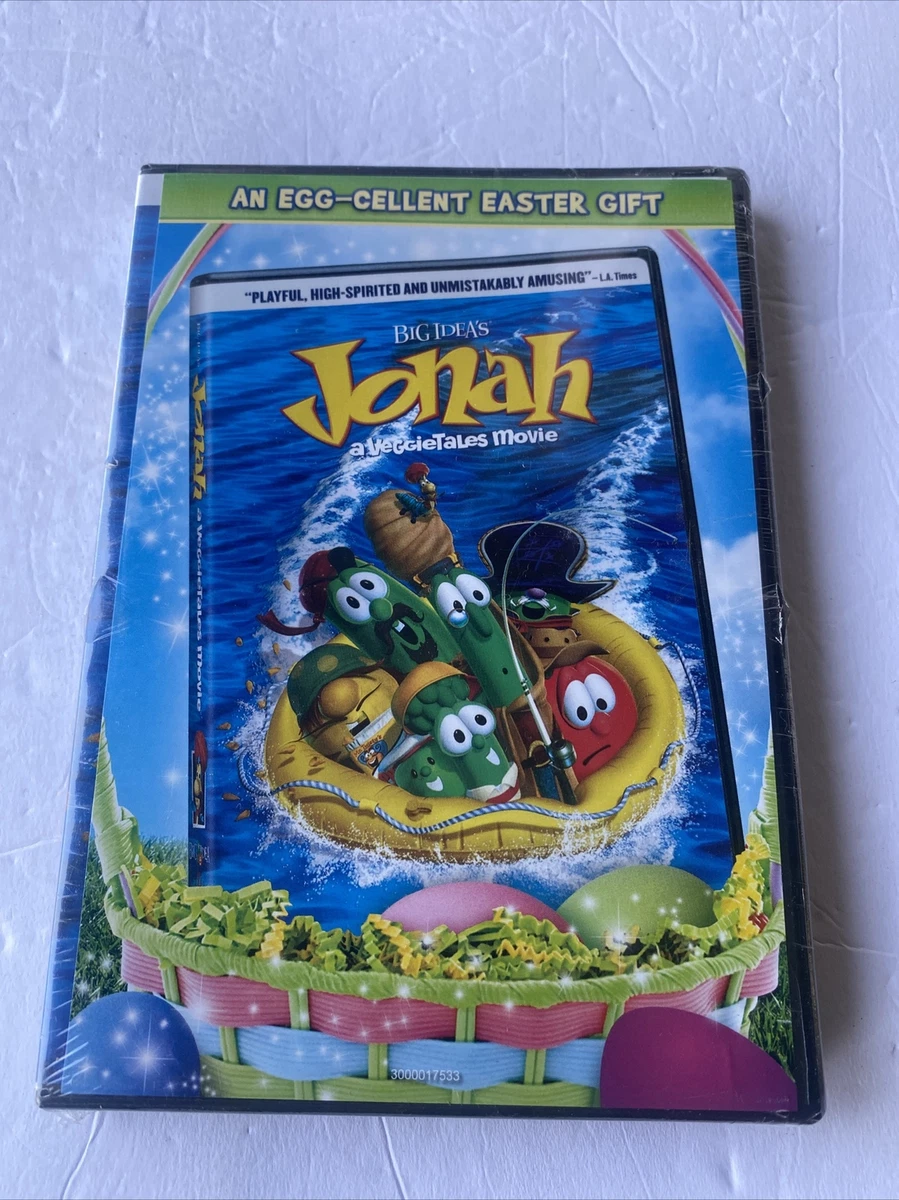 AN EGG-CELLENT EASTER GIFT
"PLAYFUL, HIGH-SPIRITED AND UNMISTAKABLY AMUSING" – L.A. Times
BIG IDEA'S
Jonah
a VeggieTales Movie
Jonah a VeggieTales Movie
3000017533